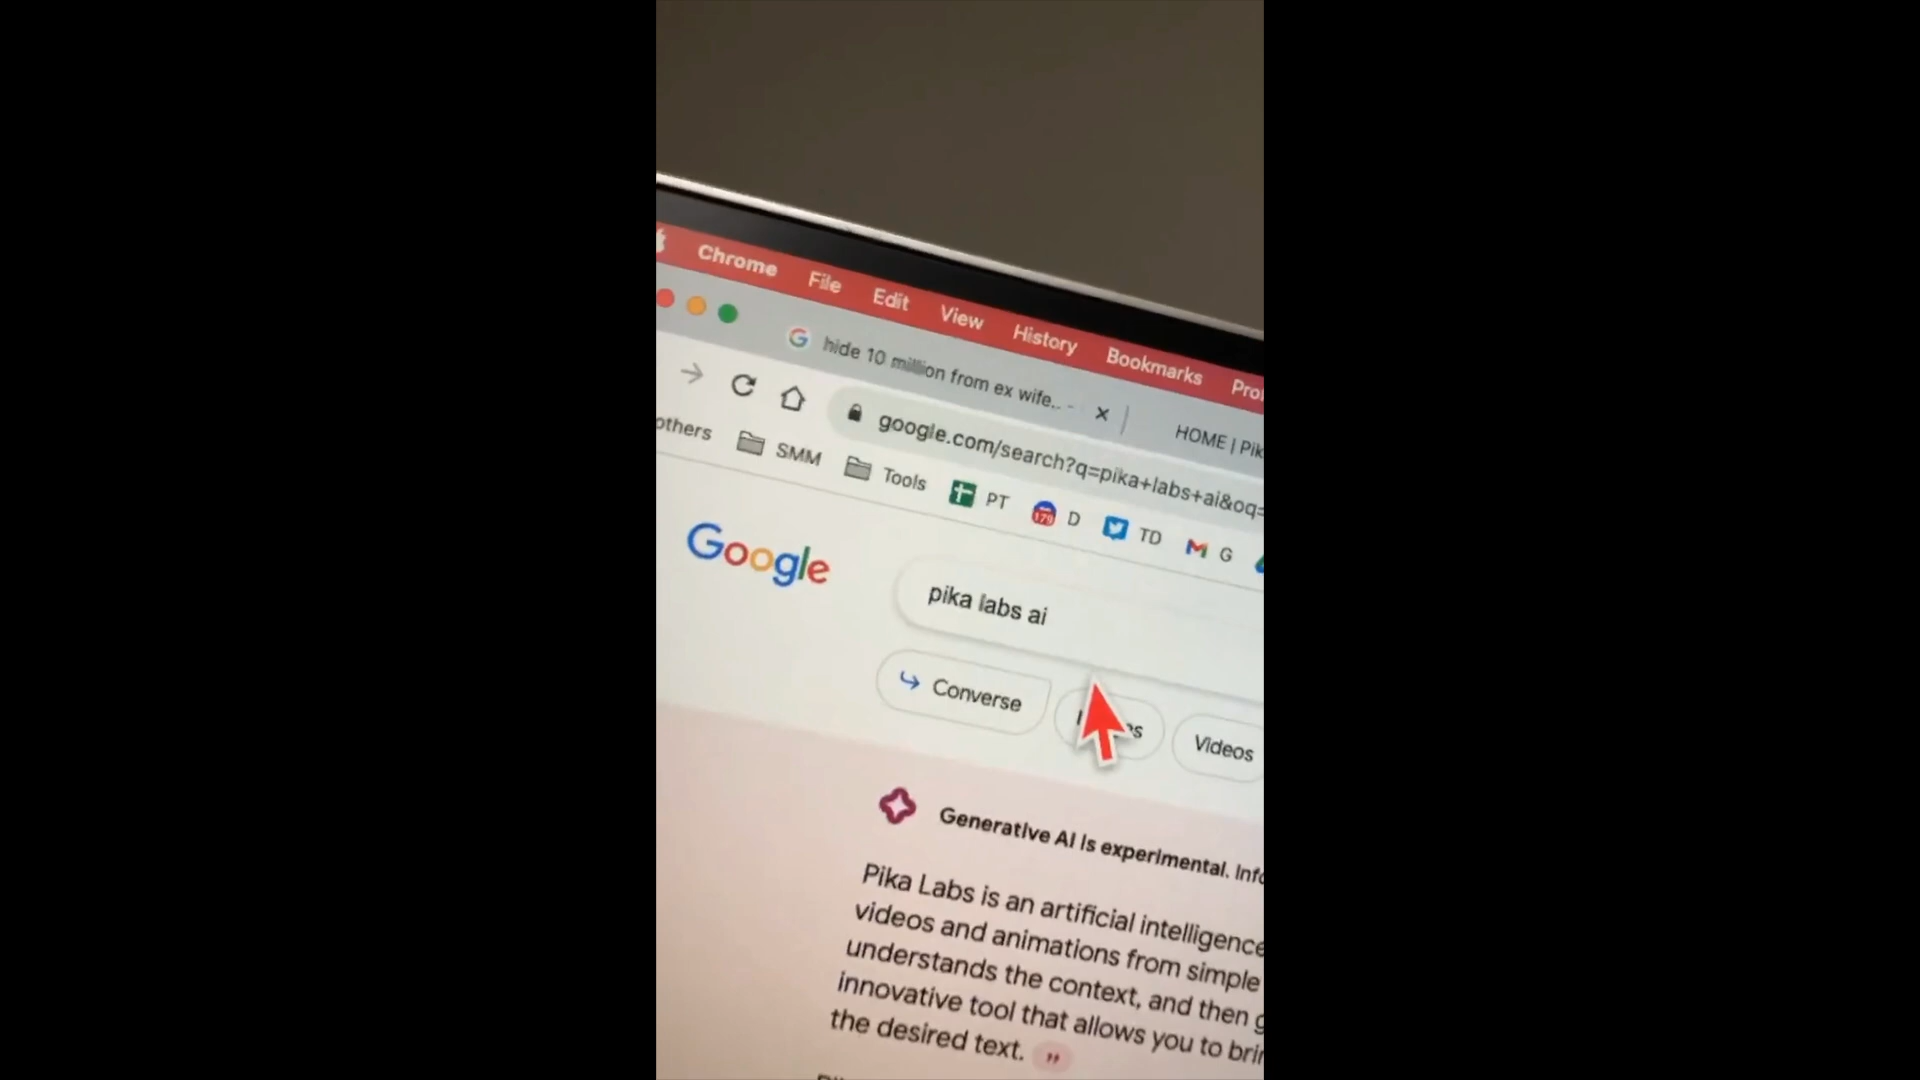 Chrome File Edit View History Bookmarks
hide 10 million from ex wife.. -
HOME |
google.com/search?q=pika+labs+ai&oq=
others SMM Tools PT 179 D TD G
Google
pika labs ai
Converse Videos
Generative AI is experimental.
Pika Labs is an artificial intelligence
videos and animations from simple
understands the context, and then
innovative tool that allows you to
the desired text. "